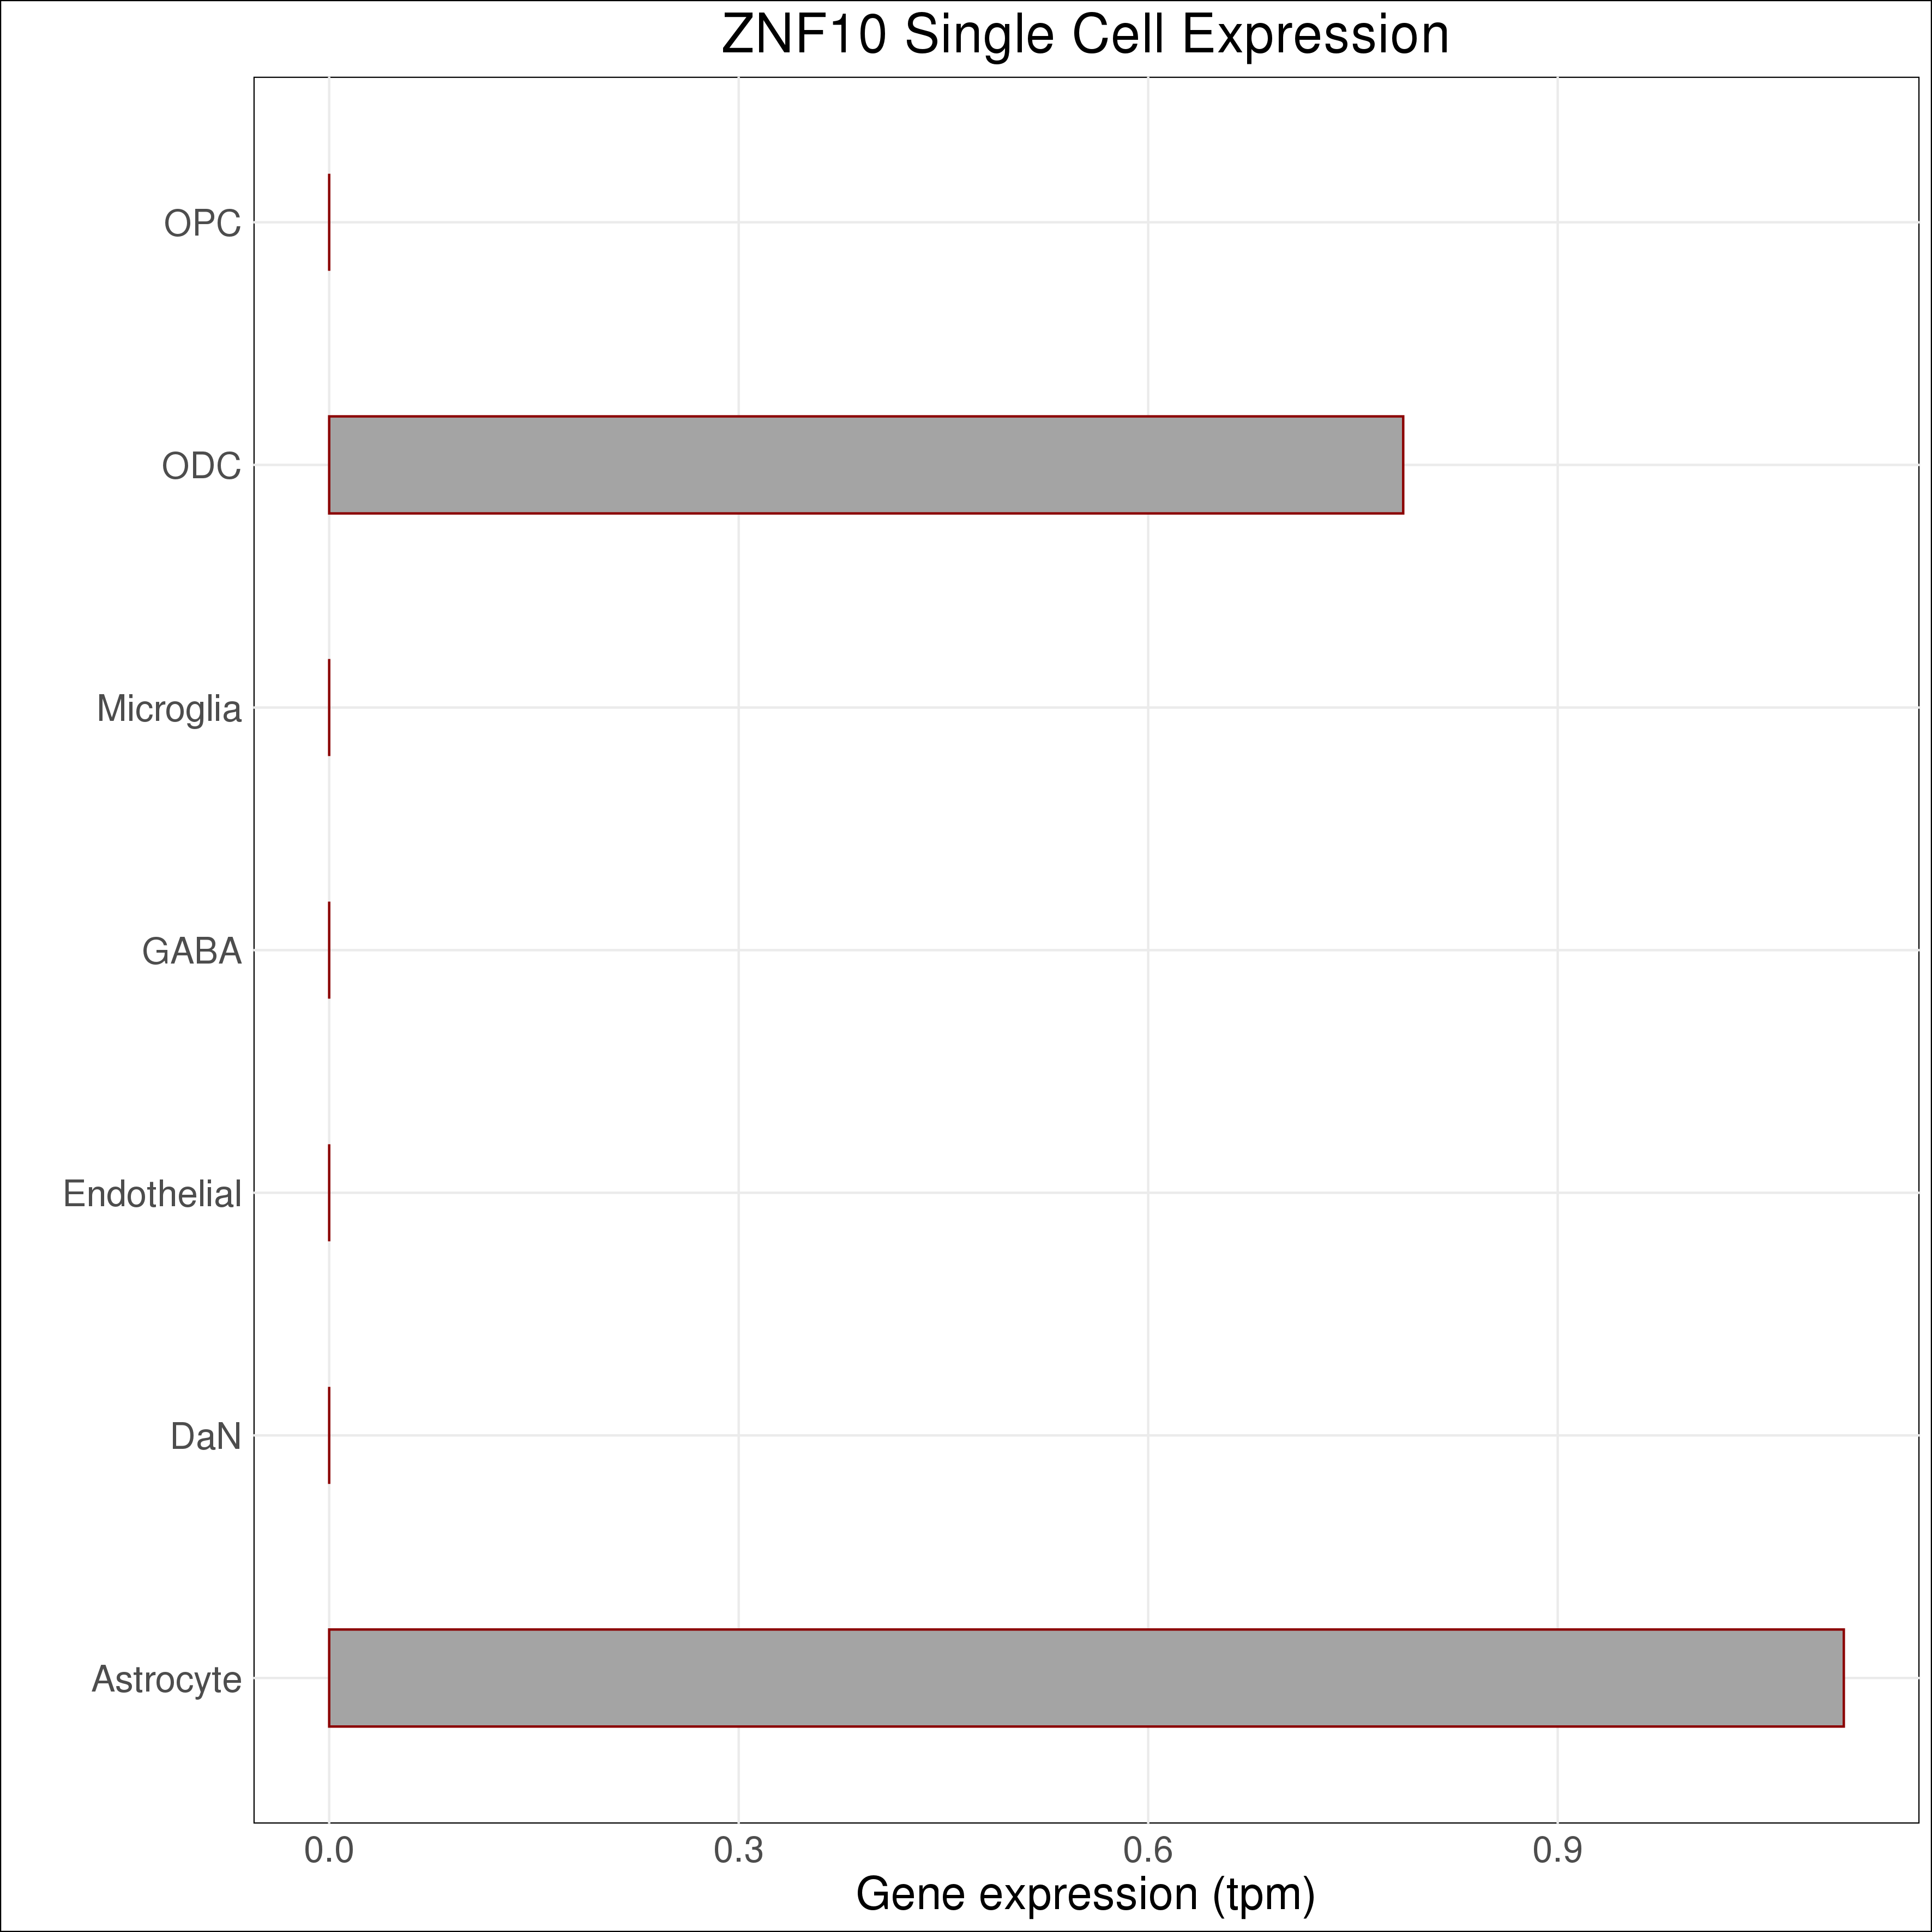 ZNF10 Single Cell Expression
OPC
ODC
Microglia
GABA
Endothelial
DaN
Astrocyte
0.0 0.3 0.6 0.9
Gene expression (tpm)